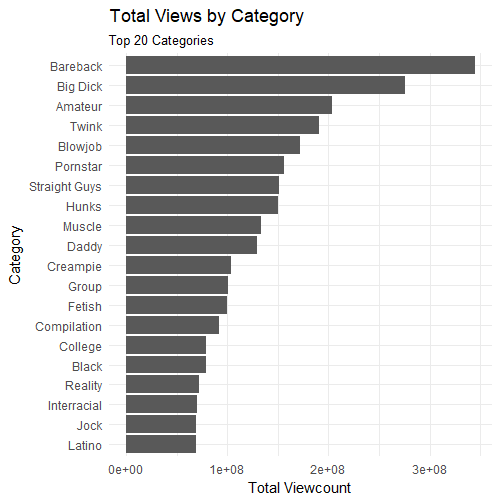 Total Views by Category
Top 20 Categories
Bareback
Big Dick
Amateur
Twink
Blowjob
Pornstar
Straight Guys
Hunks
Muscle
Daddy
Creampie
Group
Fetish
Compilation
College
Black
Reality
Interracial
Jock
Latino
Category
0e+00 1e+08 2e+08 3e+08
Total Viewcount